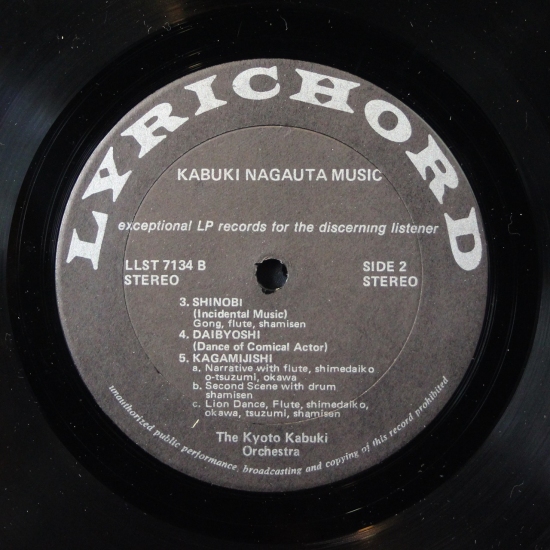 LYRICHORD
KABUKI NAGAUTA MUSIC
exceptional LP records for the discerning listener
LLST 7134 B
STEREO
SIDE 2
STEREO
3. SHINOBI
(Incidental Music)
Gong, flute, shamisen
4. DAIBYOSHI
(Dance of Comical Actor)
5. KAGAMIJISHI
a. Narrative with flute, shimedaiko
o-tsuzumi, okawa
b. Second Scene with drum
shamisen
c. Lion Dance, Flute, shimedaiko,
okawa, tsuzumi, shamisen
The Kyoto Kabuki
Orchestra
unauthorized public performance, broadcasting and copying of this record prohibited